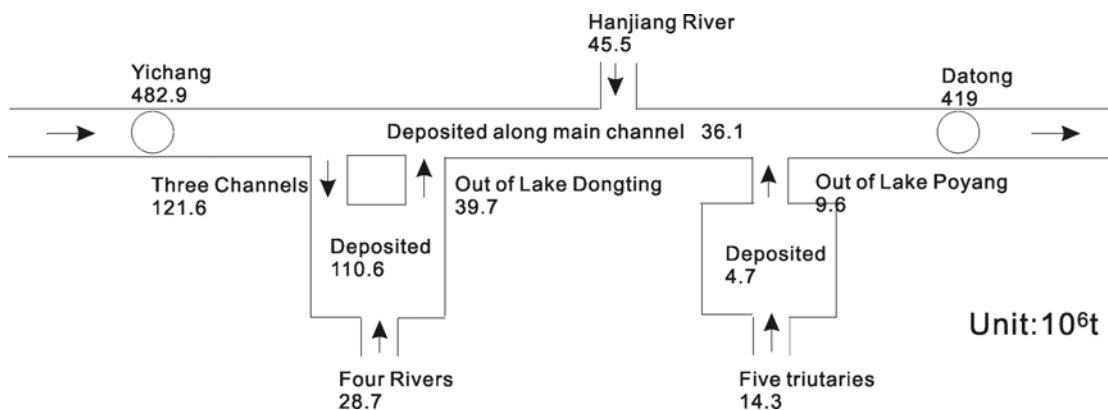 Hanjiang River
45.5
Yichang
482.9
Datong
419
Deposited along main channel 36.1
Three Channels
121.6
Out of Lake Dongting
39.7
Out of Lake Poyang
9.6
Deposited
110.6
Deposited
4.7
Unit:10⁶t
Four Rivers
28.7
Five triutaries
14.3